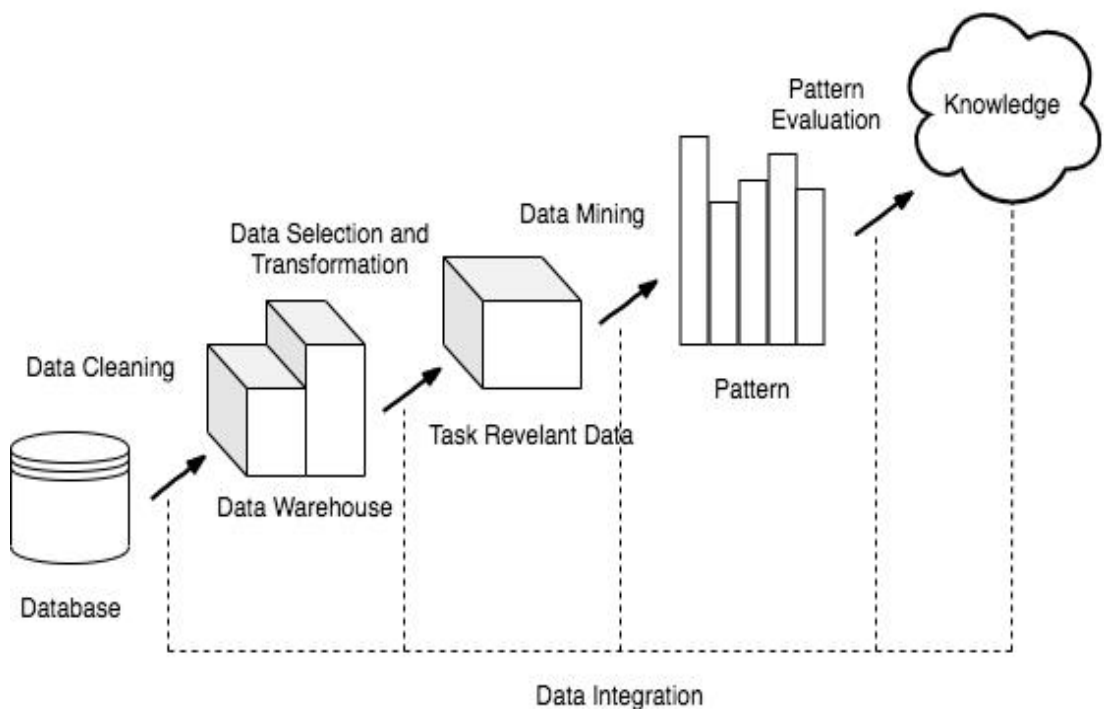 Pattern
Evaluation
Knowledge
Data Mining
Data Selection and
Transformation
Data Cleaning
Pattern
Task Revelant Data
Data Warehouse
Database
Data Integration